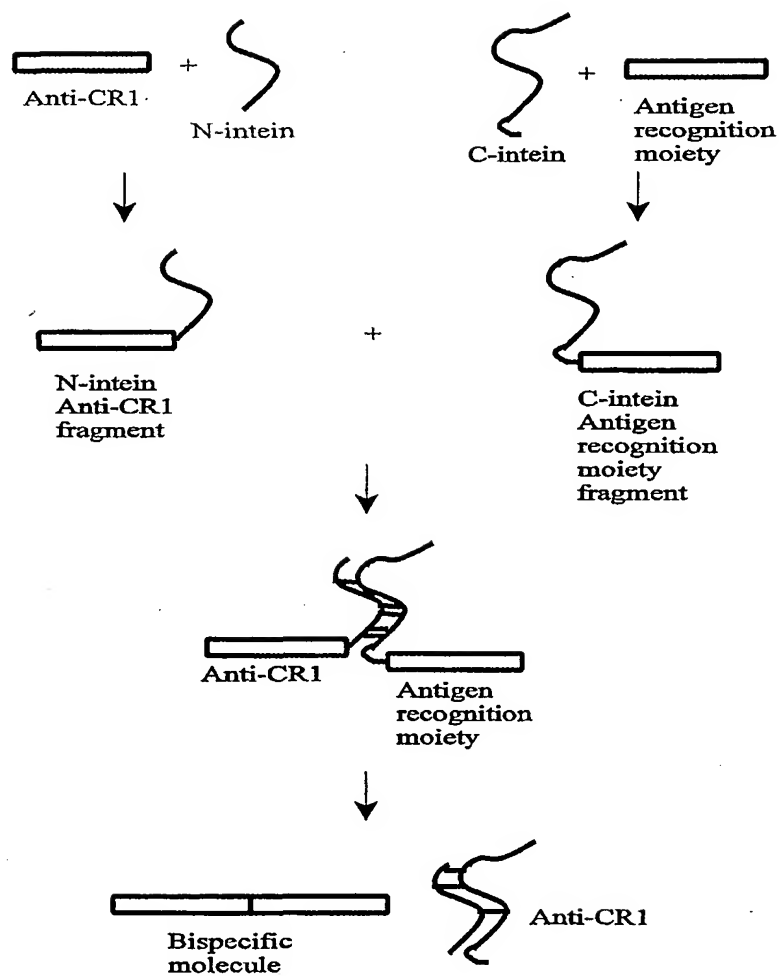 Anti-CR1
+
N-intein
C-intein
+
Antigen
recognition
moiety
N-intein
Anti-CR1
fragment
+
C-intein
Antigen
recognition
moiety
fragment
Anti-CR1
Antigen
recognition
moiety
Bispecific
molecule
Anti-CR1